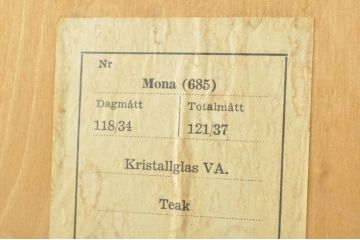 Nr
Mona (685)
Dagmått Totalmått
118/34 121/37
Kristallglas VA.
Teak